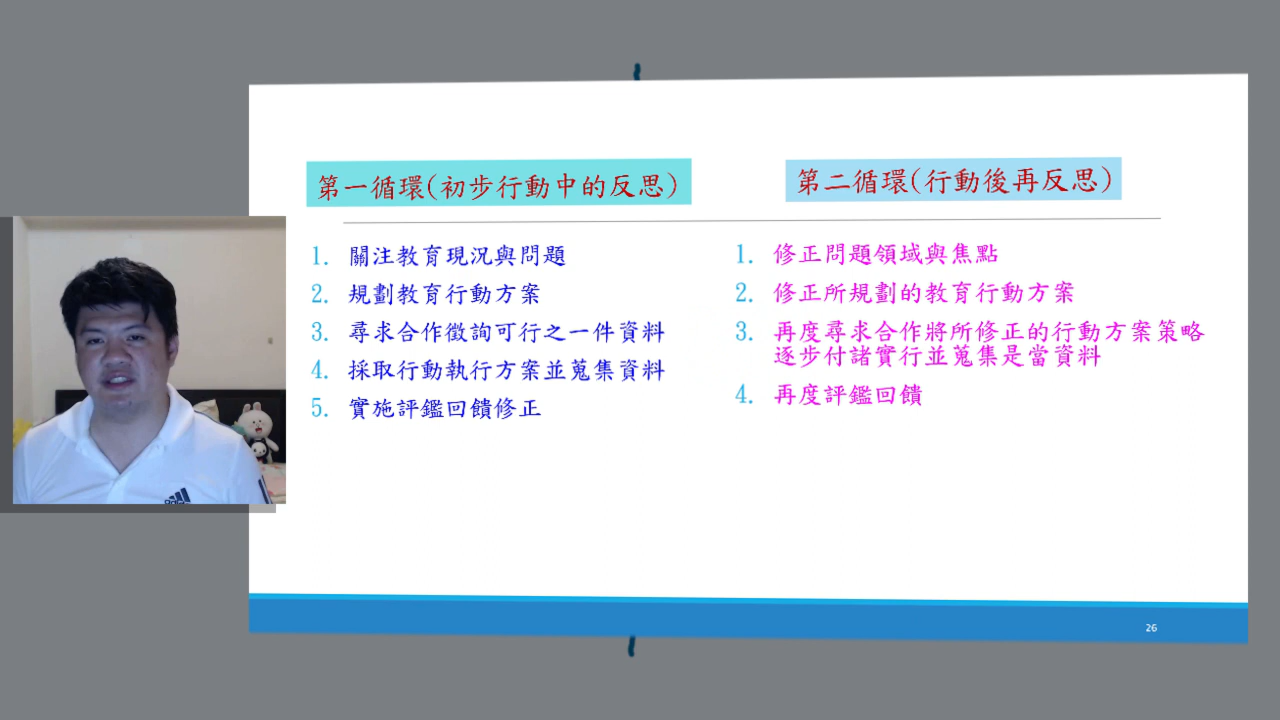 第一循環(初步行動中的反思)
1. 關注教育現況與問題
2. 規劃教育行動方案
3. 尋求合作徵詢可行之一件資料
4. 採取行動執行方案並蒐集資料
5. 實施評鑑回饋修正
第二循環(行動後再反思)
1. 修正問題領域與焦點
2. 修正所規劃的教育行動方案
3. 再度尋求合作將所修正的行動方案策略
逐步付諸實行並蒐集是當資料
4. 再度評鑑回饋
26